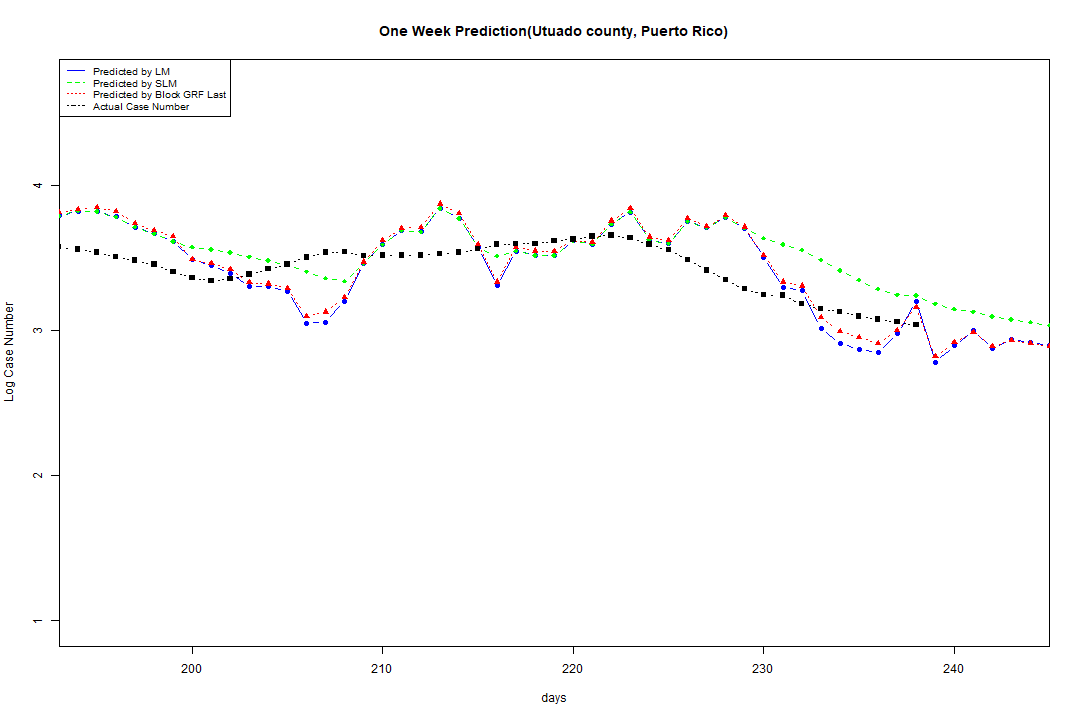 One Week Prediction(Utuado county, Puerto Rico)
Predicted by LM
Predicted by SLM
Predicted by Block GRF Last
Actual Case Number
4
3
2
1
Log Case Number
200 210 220 230 240
days